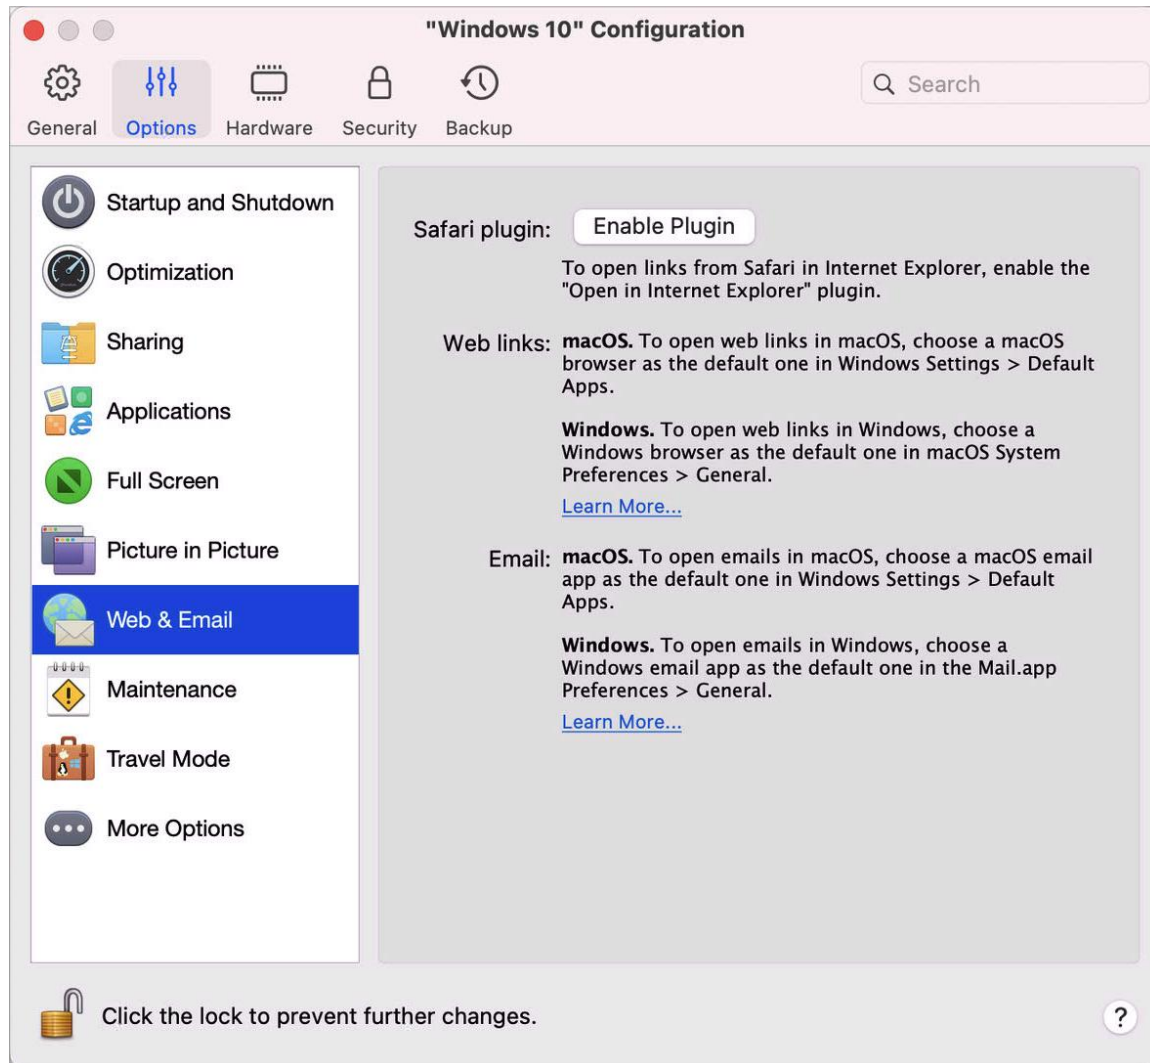 "Windows 10" Configuration
General
Options
Hardware
Security
Backup
Search
Startup and Shutdown
Optimization
Sharing
Applications
Full Screen
Picture in Picture
Web & Email
Maintenance
Travel Mode
More Options
Safari plugin:
Enable Plugin
To open links from Safari in Internet Explorer, enable the
"Open in Internet Explorer" plugin.
Web links:
macOS. To open web links in macOS, choose a macOS
browser as the default one in Windows Settings > Default
Apps.
Windows. To open web links in Windows, choose a
Windows browser as the default one in macOS System
Preferences > General.
Learn More...
Email:
macOS. To open emails in macOS, choose a macOS email
app as the default one in Windows Settings > Default
Apps.
Windows. To open emails in Windows, choose a
Windows email app as the default one in the Mail.app
Preferences > General.
Learn More...
Click the lock to prevent further changes.
?